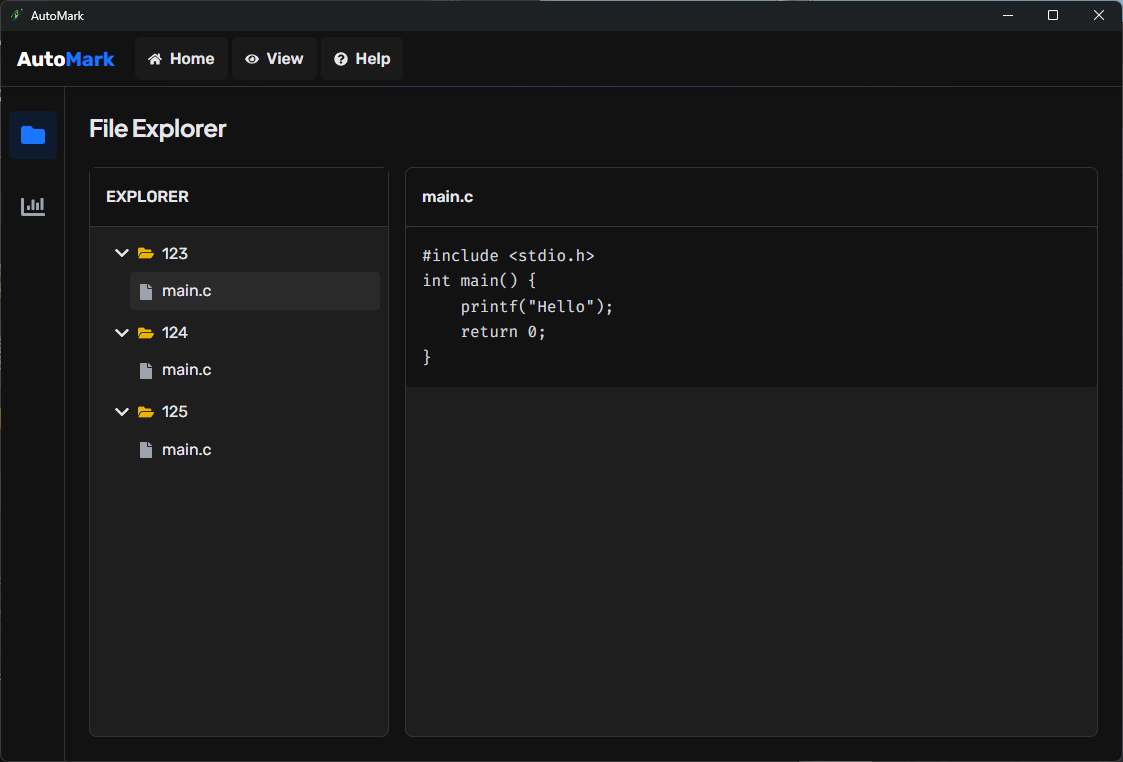 AutoMark
AutoMark
Home
View
Help
File Explorer
EXPLORER
123
main.c
124
main.c
125
main.c
main.c
#include <stdio.h>
int main() {
    printf("Hello");
    return 0;
}